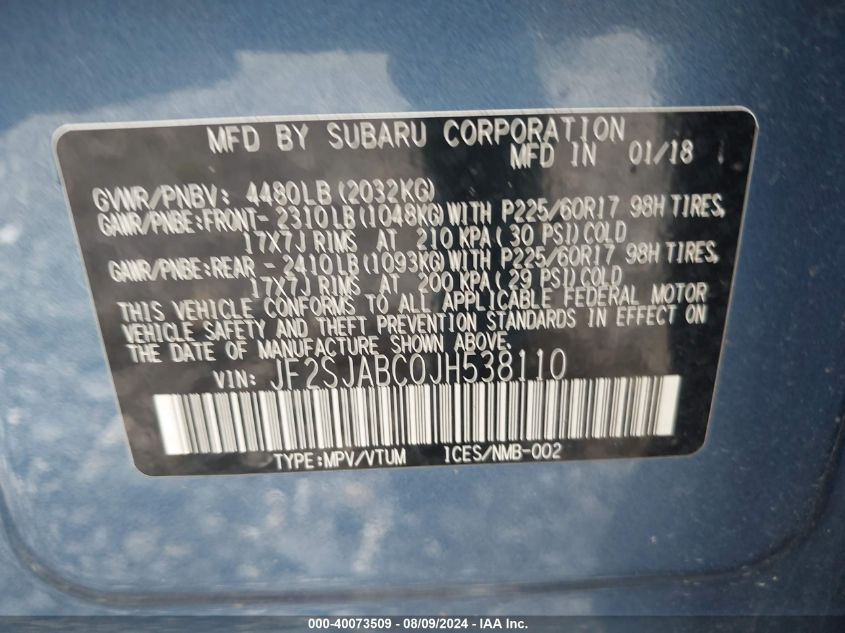 MFD BY SUBARU CORPORATION
MFD IN 01/18
GVWR/PNBV: 4480LB (2032KG)
GAWR/PNBE:FRONT- 2310LB (1048KG) WITH P225/60R17 98H TIRES,
17X7J RIMS AT 210 KPA (30 PSI) COLD
GAWR/PNBE:REAR - 2410LB (1093KG) WITH P225/60R17 98H TIRES,
17X7J RIMS AT 200 KPA (29 PSI) COLD
THIS VEHICLE CONFORMS TO ALL APPLICABLE FEDERAL MOTOR
VEHICLE SAFETY AND THEFT PREVENTION STANDARDS IN EFFECT ON
THE DATE OF MANUFACTURE SHOWN ABOVE.
VIN: JF2SJABC0JH538110
TYPE:MPV/VTUM ICES/NMB-002
000-40073509 - 08/09/2024 - IAA Inc.